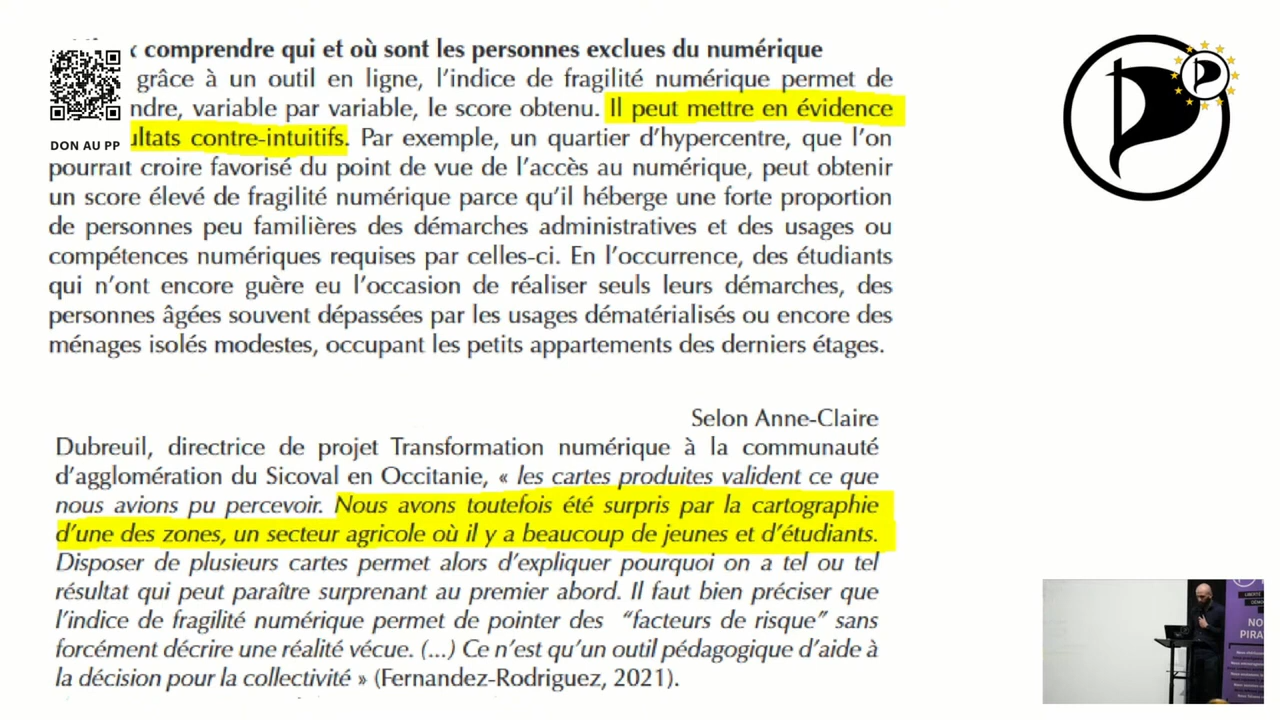 x comprendre qui et où sont les personnes exclues du numérique
grâce à un outil en ligne, l'indice de fragilité numérique permet de
ndre, variable par variable, le score obtenu. Il peut mettre en évidence
ultats contre-intuitifs. Par exemple, un quartier d'hypercentre, que l'on
DON AU PP
pourrait croire favorisé du point de vue de l'accès au numérique, peut obtenir
un score élevé de fragilité numérique parce qu'il héberge une forte proportion
de personnes peu familières des démarches administratives et des usages ou
compétences numériques requises par celles-ci. En l'occurrence, des étudiants
qui n'ont encore guère eu l'occasion de réaliser seuls leurs démarches, des
personnes âgées souvent dépassées par les usages dématérialisés ou encore des
ménages isolés modestes, occupant les petits appartements des derniers étages.
Selon Anne-Claire
Dubreuil, directrice de projet Transformation numérique à la communauté
d'agglomération du Sicoval en Occitanie, « les cartes produites valident ce que
nous avions pu percevoir. Nous avons toutefois été surpris par la cartographie
d'une des zones, un secteur agricole où il y a beaucoup de jeunes et d'étudiants.
Disposer de plusieurs cartes permet alors d'expliquer pourquoi on a tel ou tel
résultat qui peut paraître surprenant au premier abord. Il faut bien préciser que
l'indice de fragilité numérique permet de pointer des “facteurs de risque” sans
forcément décrire une réalité vécue. (...) Ce n'est qu'un outil pédagogique d'aide à
la décision pour la collectivité » (Fernandez-Rodriguez, 2021).
NO
PIRA